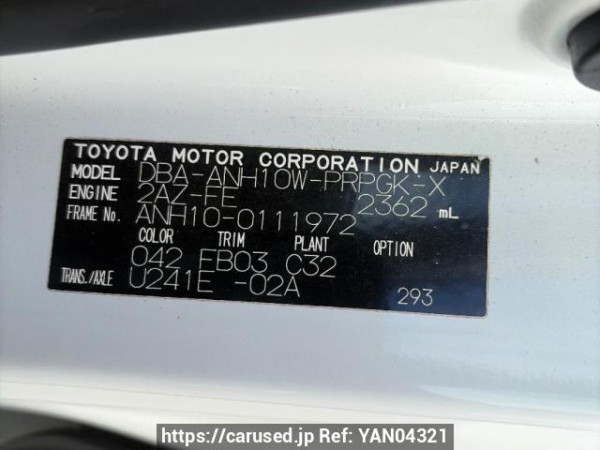 TOYOTA MOTOR CORPORATION JAPAN
MODEL DBA-ANH10W-PRPGK-X
ENGINE 2AZ-FE 2362 mL
FRAME No. ANH10-0111972
COLOR TRIM PLANT OPTION
042 FB03 C32
TRANS./AXLE U241E -02A 293
https://carused.jp Ref: YAN04321